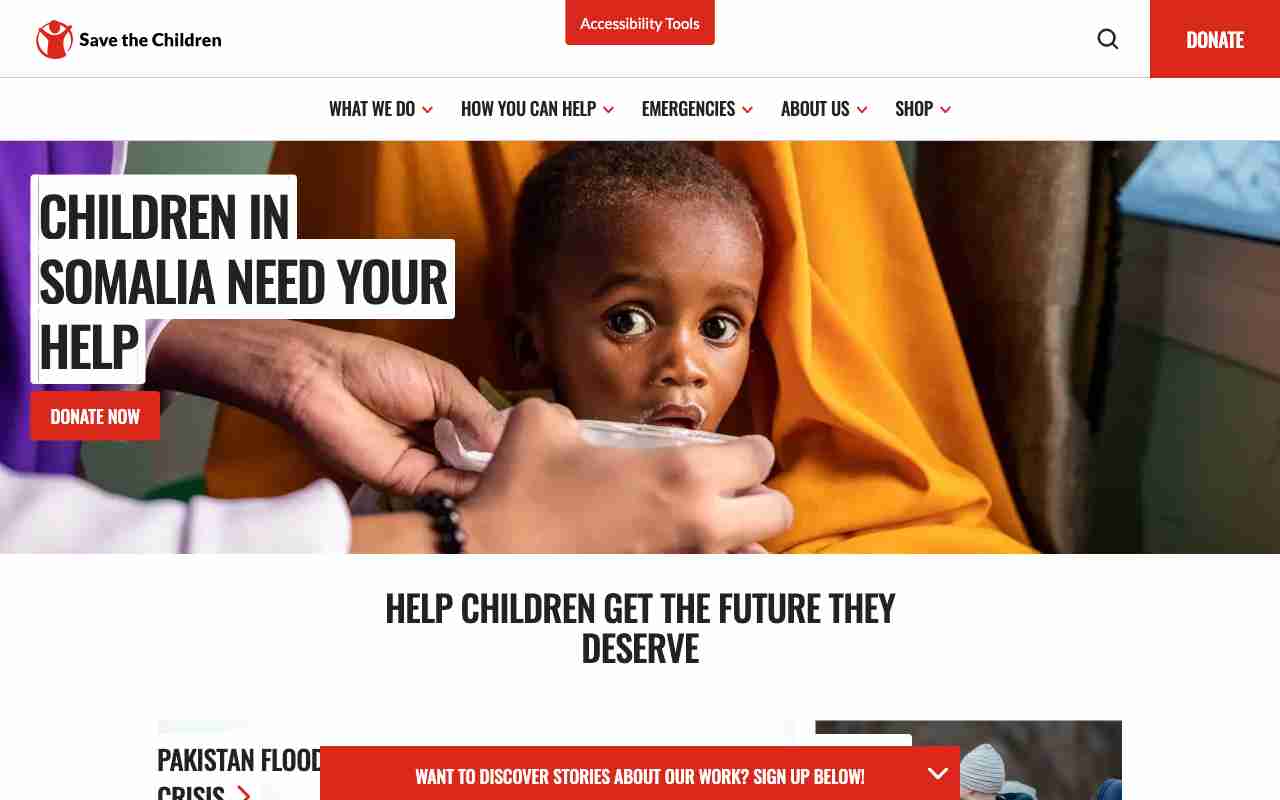 Accessibility Tools
Save the Children
DONATE
WHAT WE DO
HOW YOU CAN HELP
EMERGENCIES
ABOUT US
SHOP
CHILDREN IN
SOMALIA NEED YOUR
HELP
DONATE NOW
HELP CHILDREN GET THE FUTURE THEY
DESERVE
PAKISTAN FLOOD
CRISIS
WANT TO DISCOVER STORIES ABOUT OUR WORK? SIGN UP BELOW!